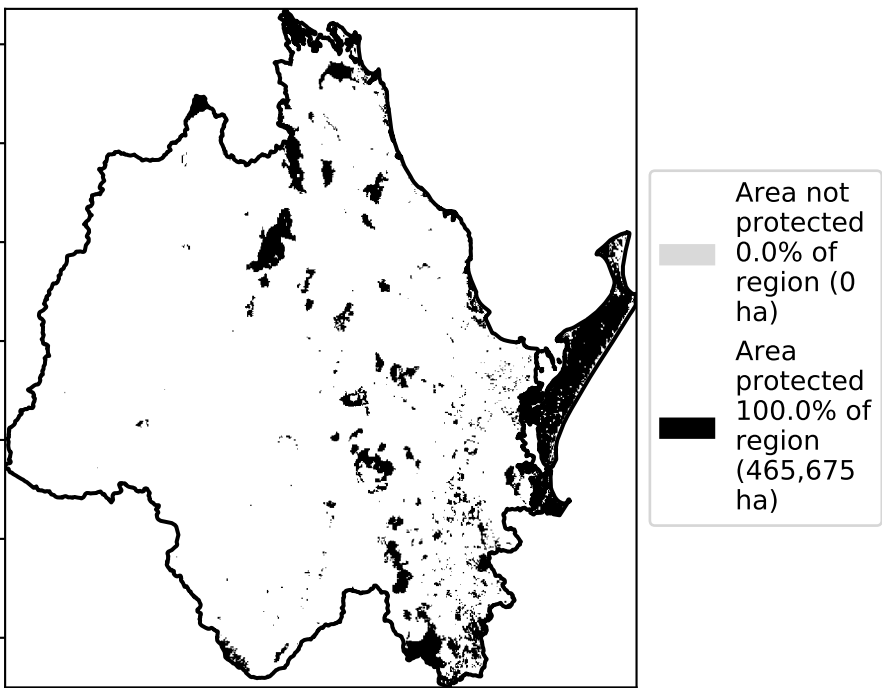 Area not
protected
0.0% of
region (0
ha)
Area
protected
100.0% of
region
(465,675
ha)